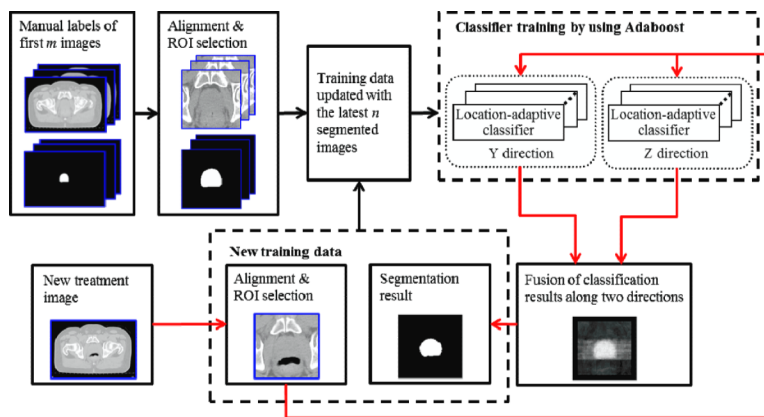 Manual labels of
first m images
Alignment &
ROI selection
Training data
updated with
the latest n
segmented
images
Classifier training by using Adaboost
Location-adaptive
classifier
Y direction
Location-adaptive
classifier
Z direction
New treatment
image
New training data
Alignment &
ROI selection
Segmentation
result
Fusion of classification
results along two directions